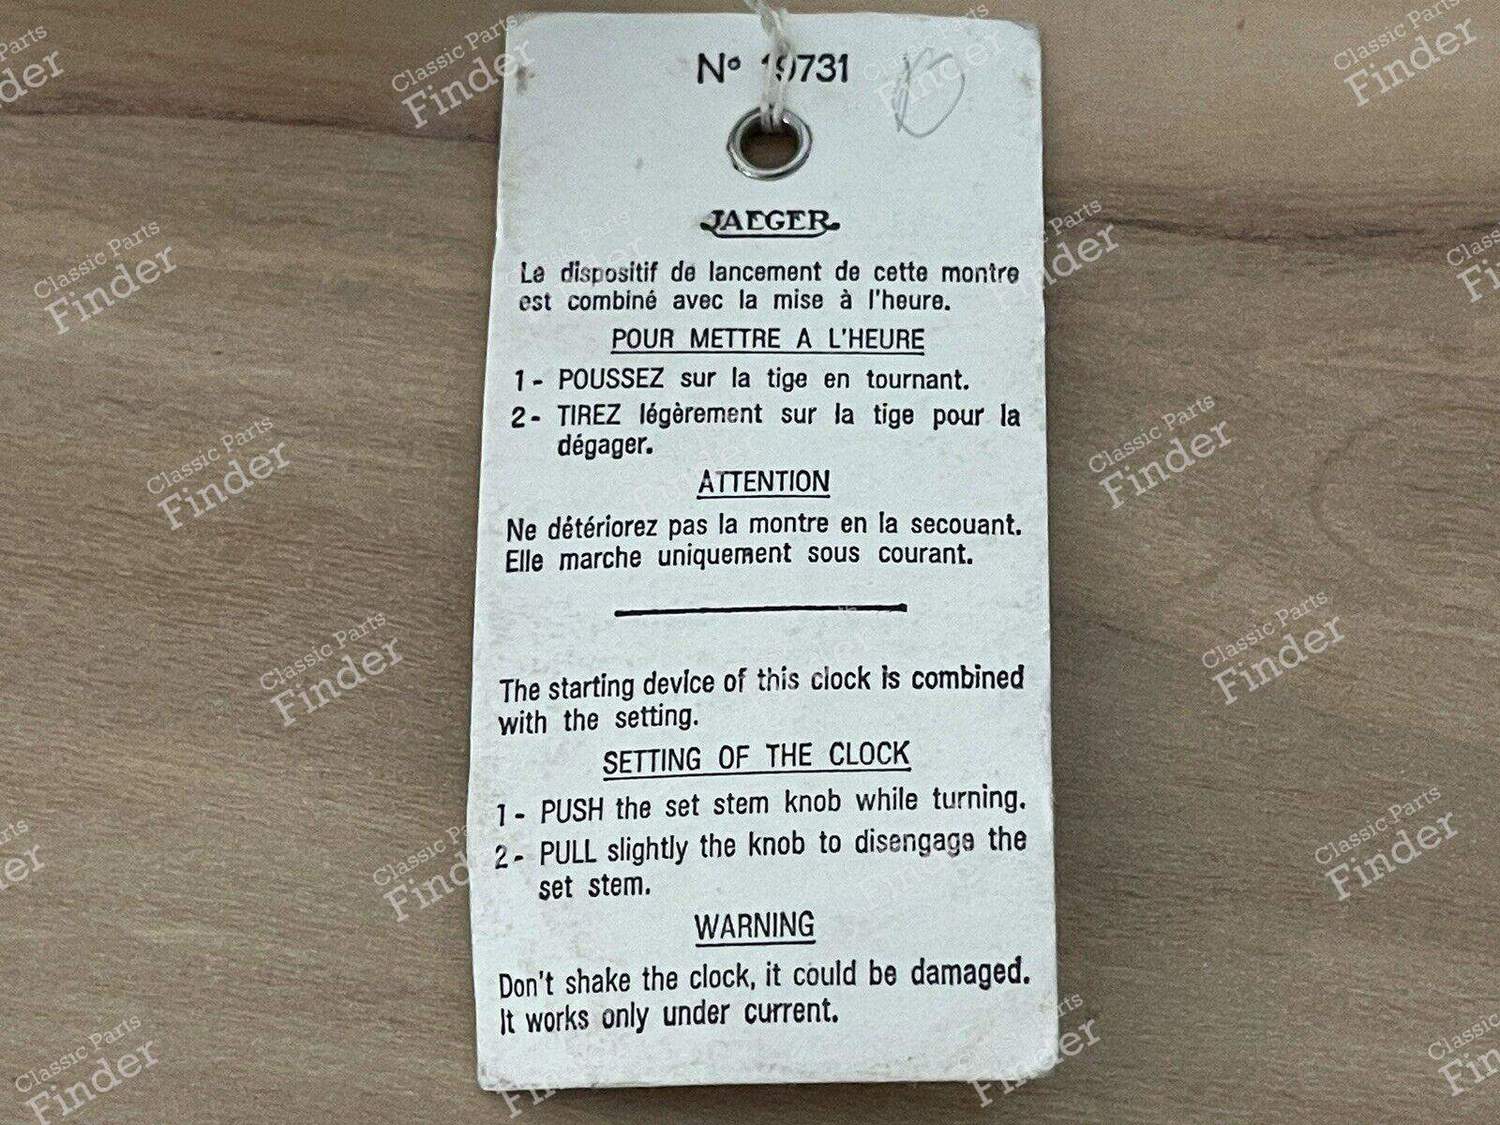 Nº 19731
JAEGER
Le dispositif de lancement de cette montre
est combiné avec la mise à l'heure.
POUR METTRE A L'HEURE
1 - POUSSEZ sur la tige en tournant.
2 - TIREZ légèrement sur la tige pour la
dégager.
ATTENTION
Ne détériorez pas la montre en la secouant.
Elle marche uniquement sous courant.
The starting device of this clock is combined
with the setting.
SETTING OF THE CLOCK
1 - PUSH the set stem knob while turning.
2 - PULL slightly the knob to disengage the
set stem.
WARNING
Don't shake the clock, it could be damaged.
It works only under current.
Classic Parts
Finder